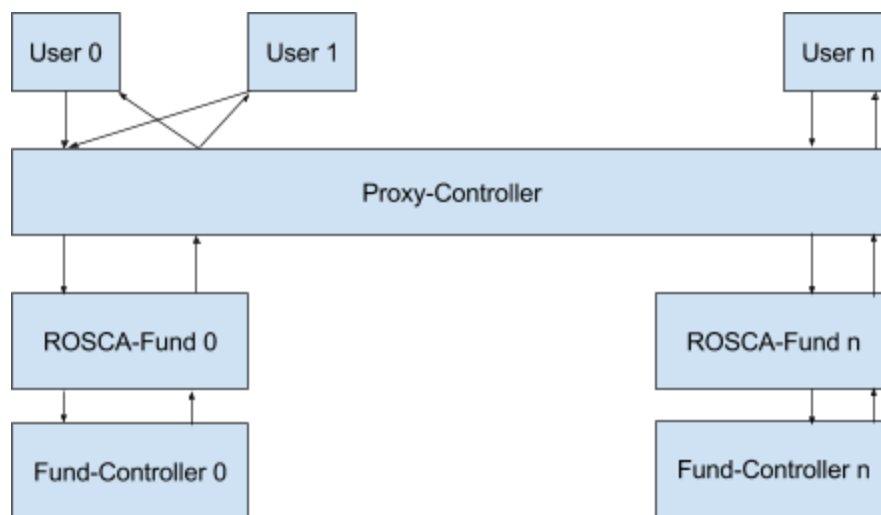 User 0
User 1
User n
Proxy-Controller
ROSCA-Fund 0
ROSCA-Fund n
Fund-Controller 0
Fund-Controller n